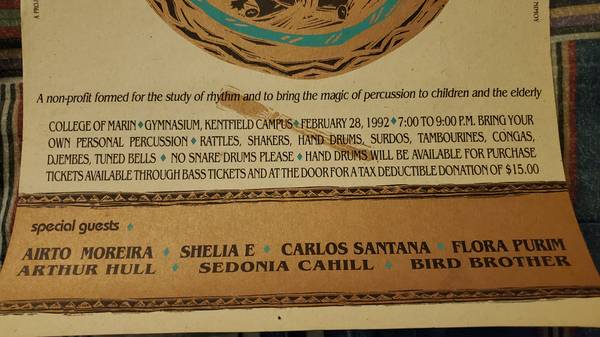 A non-profit formed for the study of rhythm and to bring the magic of percussion to children and the elderly
COLLEGE OF MARIN ♦ GYMNASIUM, KENTFIELD CAMPUS ♦ FEBRUARY 28, 1992 ♦ 7:00 TO 9:00 P.M. BRING YOUR
OWN PERSONAL PERCUSSION ♦ RATTLES, SHAKERS, HAND DRUMS, SURDOS, TAMBOURINES, CONGAS,
DJEMBES, TUNED BELLS ♦ NO SNARE DRUMS PLEASE ♦ HAND DRUMS WILL BE AVAILABLE FOR PURCHASE
TICKETS AVAILABLE THROUGH BASS TICKETS AND AT THE DOOR FOR A TAX DEDUCTIBLE DONATION OF $15.00
special guests ♦
AIRTO MOREIRA ♦ SHELIA E ♦ CARLOS SANTANA ♦ FLORA PURIM
ARTHUR HULL ♦ SEDONIA CAHILL ♦ BIRD BROTHER